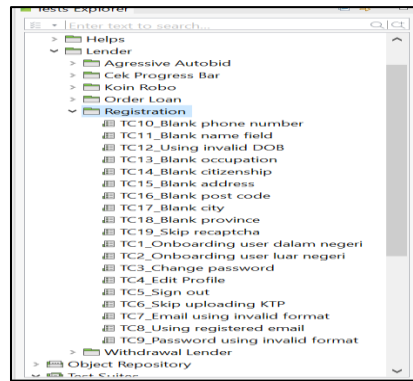 Tests Explorer
Enter text to search...
Helps
Lender
Agressive Autobid
Cek Progress Bar
Koin Robo
Order Loan
Registration
TC10_Blank phone number
TC11_Blank name field
TC12_Using invalid DOB
TC13_Blank occupation
TC14_Blank citizenship
TC15_Blank address
TC16_Blank post code
TC17_Blank city
TC18_Blank province
TC19_Skip recaptcha
TC1_Onboarding user dalam negeri
TC2_Onboarding user luar negeri
TC3_Change password
TC4_Edit Profile
TC5_Sign out
TC6_Skip uploading KTP
TC7_Email using invalid format
TC8_Using registered email
TC9_Password using invalid format
Withdrawal Lender
Object Repository
Test Suites